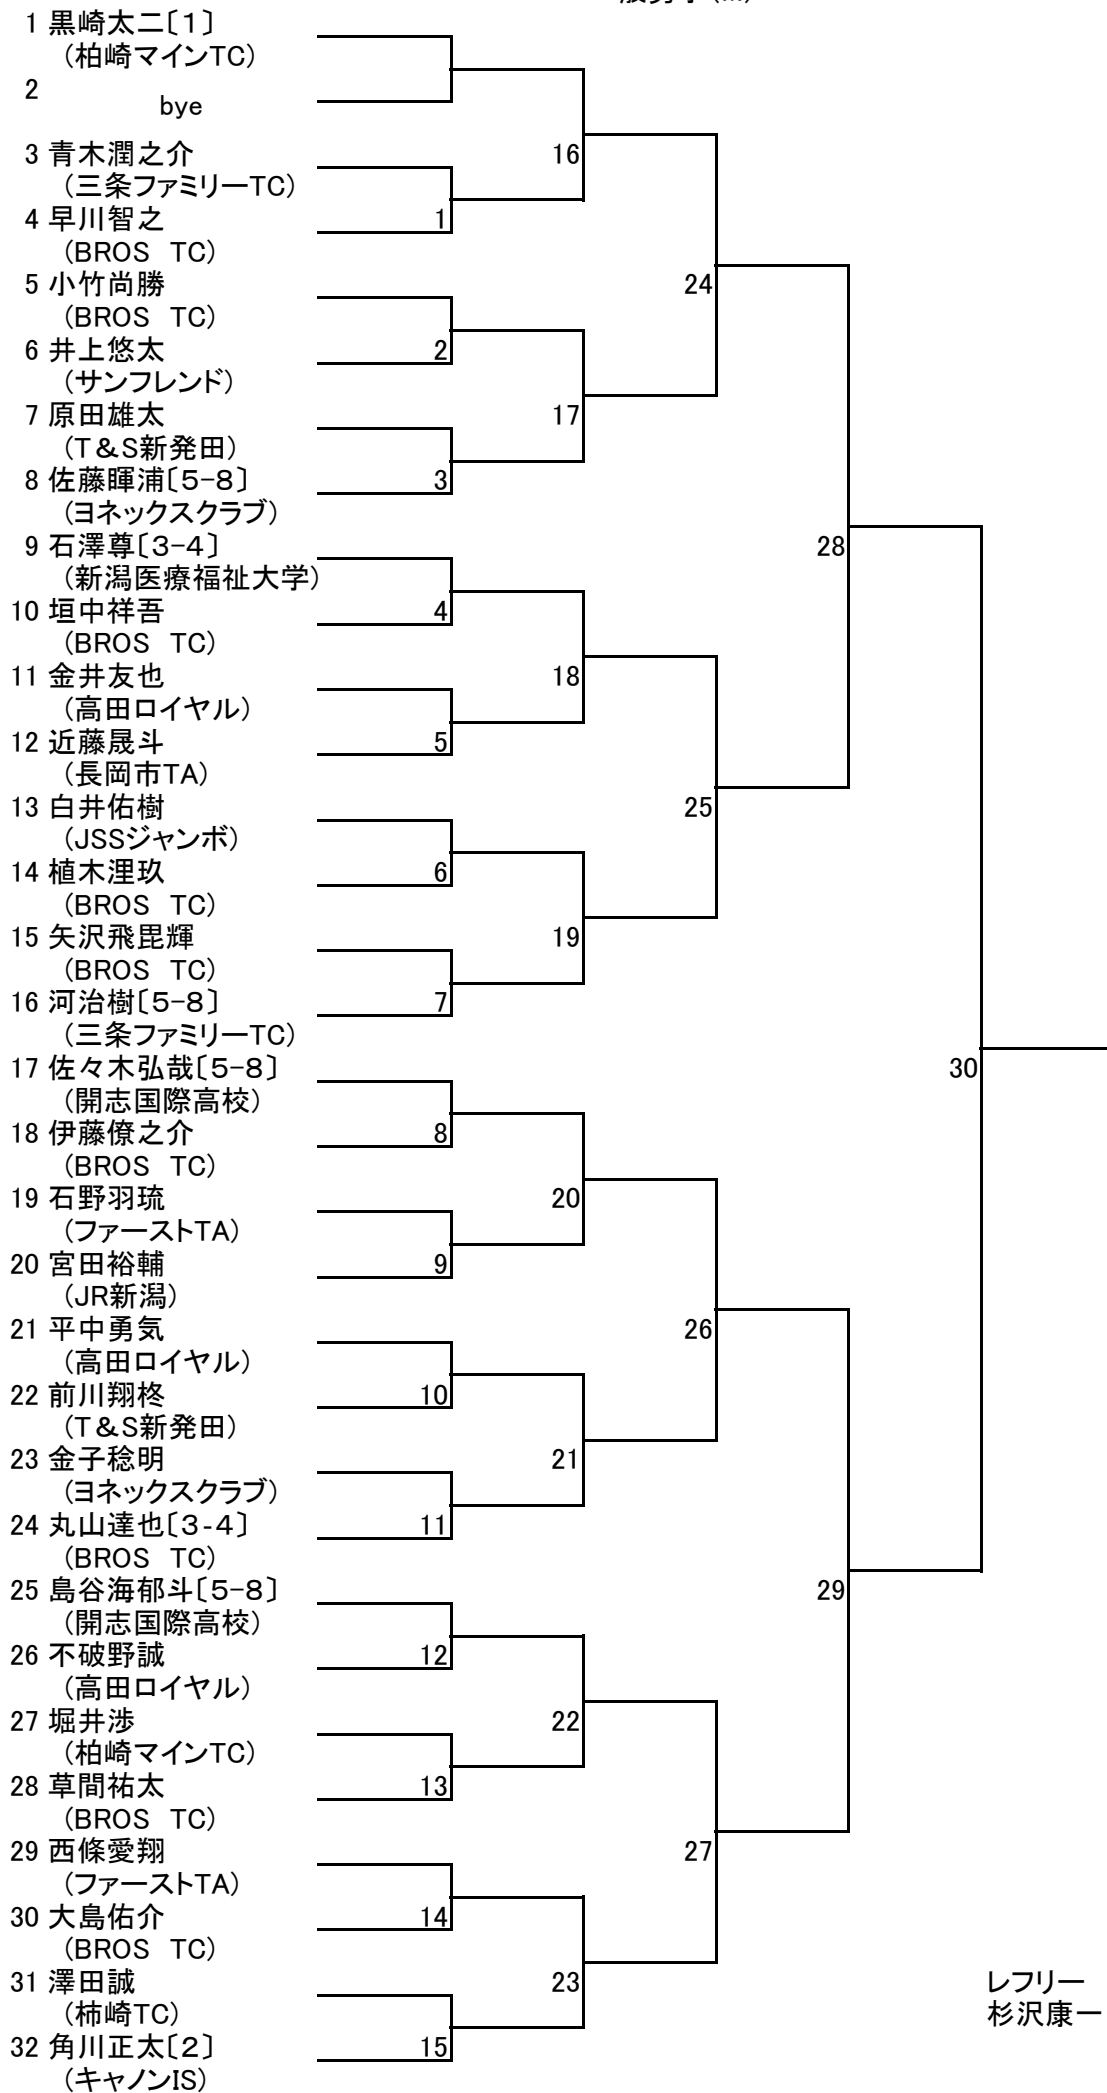 1 黒崎太二〔1〕
(柏崎マインTC)
2
bye
16
3 青木潤之介
(三条ファミリーTC)
4 早川智之
1
(BROS TC)
5 小竹尚勝
24
(BROS TC)
6 井上悠太
2
(サンフレンド)
7 原田雄太
17
(T&S新発田)
8 佐藤暉浦〔5-8〕
3
(ヨネックスクラブ)
9 石澤尊〔3-4〕
28
(新潟医療福祉大学)
10 垣中祥吾
4
(BROS TC)
11 金井友也
18
(高田ロイヤル)
12 近藤晟斗
5
(長岡市TA)
13 白井佑樹
25
(JSSジャンボ)
14 植木浬玖
6
(BROS TC)
15 矢沢飛毘輝
19
(BROS TC)
16 河治樹〔5-8〕
7
(三条ファミリーTC)
17 佐々木弘哉〔5-8〕
30
(開志国際高校)
18 伊藤僚之介
8
(BROS TC)
19 石野羽琉
20
(ファーストTA)
20 宮田裕輔
9
(JR新潟)
21 平中勇気
26
(高田ロイヤル)
22 前川翔柊
10
(T&S新発田)
23 金子稔明
21
(ヨネックスクラブ)
24 丸山達也〔3-4〕
11
(BROS TC)
25 島谷海郁斗〔5-8〕
29
(開志国際高校)
26 不破野誠
12
(高田ロイヤル)
27 堀井渉
22
(柏崎マインTC)
28 草間祐太
13
(BROS TC)
29 西條愛翔
27
(ファーストTA)
30 大島佑介
14
(BROS TC)
31 澤田誠
23
レフリー
(柿崎TC)
杉沢康一
32 角川正太〔2〕
15
(キャノンIS)